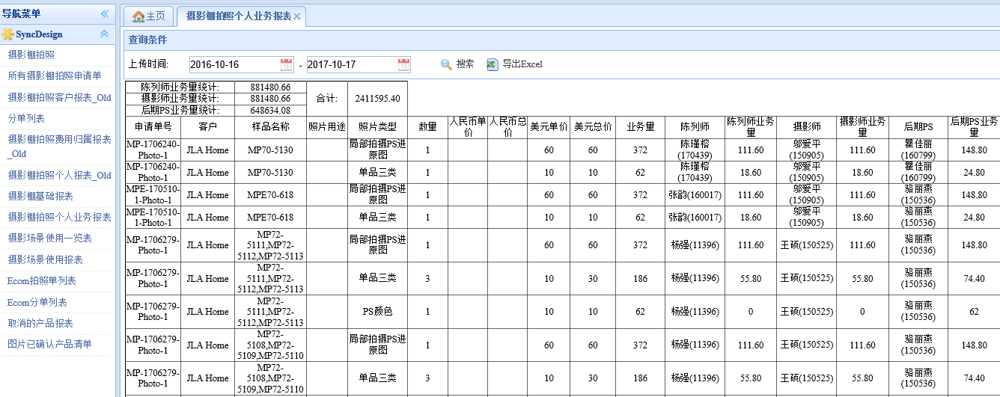 导航菜单
SyncDesign
摄影棚拍照
所有摄影棚拍照申请单
摄影棚拍照客户报表_Old
分单列表
摄影棚拍照费用归属报表
_Old
摄影棚拍照个人报表_Old
摄影棚基础报表
摄影棚拍照个人业务报表
摄影场景使用一览表
摄影场景使用报表
Ecom拍照单列表
Ecom分单列表
取消的产品报表
图片已确认产品清单
主页 摄影棚拍照个人业务报表
查询条件
上传时间: 2016-10-16 - 2017-10-17 搜索 导出Excel
陈列师业务量统计: 881480.66
摄影师业务量统计: 881480.66 合计: 2411595.40
后期PS业务量统计: 648634.08
申请单号 客户 样品名称 照片用途 照片类型 数量 人民币单价 人民币总价 美元单价 美元总价 业务量 陈列师 陈列师业务量 摄影师 摄影师业务量 后期PS 后期PS业务量
MP-1706240-Photo-1 JLA Home MP70-5130 局部拍摄PS进原图 1 60 60 372 陈瑾榕(170439) 111.60 邬爱平(150905) 111.60 瞿佳丽(160799) 148.80
MP-1706240-Photo-1 JLA Home MP70-5130 单品三类 1 10 10 62 陈瑾榕(170439) 18.60 邬爱平(150905) 18.60 瞿佳丽(160799) 24.80
MPE-170510-1-Photo-1 JLA Home MPE70-618 局部拍摄PS进原图 1 60 60 372 张韵(160017) 111.60 邬爱平(150905) 111.60 骆丽燕(150536) 148.80
MPE-170510-1-Photo-1 JLA Home MPE70-618 单品三类 1 10 10 62 张韵(160017) 18.60 邬爱平(150905) 18.60 骆丽燕(150536) 24.80
MP-1706279-Photo-1 JLA Home MP72-5111,MP72-5112,MP72-5113 局部拍摄PS进原图 1 60 60 372 杨强(11396) 111.60 王硕(150525) 111.60 骆丽燕(150536) 148.80
MP-1706279-Photo-1 JLA Home MP72-5111,MP72-5112,MP72-5113 单品三类 3 10 30 186 杨强(11396) 55.80 王硕(150525) 55.80 骆丽燕(150536) 74.40
MP-1706279-Photo-1 JLA Home MP72-5111,MP72-5112,MP72-5113 PS颜色 1 10 10 62 杨强(11396) 0 王硕(150525) 0 骆丽燕(150536) 62
MP-1706279-Photo-1 JLA Home MP72-5108,MP72-5109,MP72-5110 局部拍摄PS进原图 1 60 60 372 杨强(11396) 111.60 王硕(150525) 111.60 骆丽燕(150536) 148.80
MP-1706279-Photo-1 JLA Home MP72-5108,MP72-5109,MP72-5110 单品三类 3 10 30 186 杨强(11396) 55.80 王硕(150525) 55.80 骆丽燕(150536) 74.40